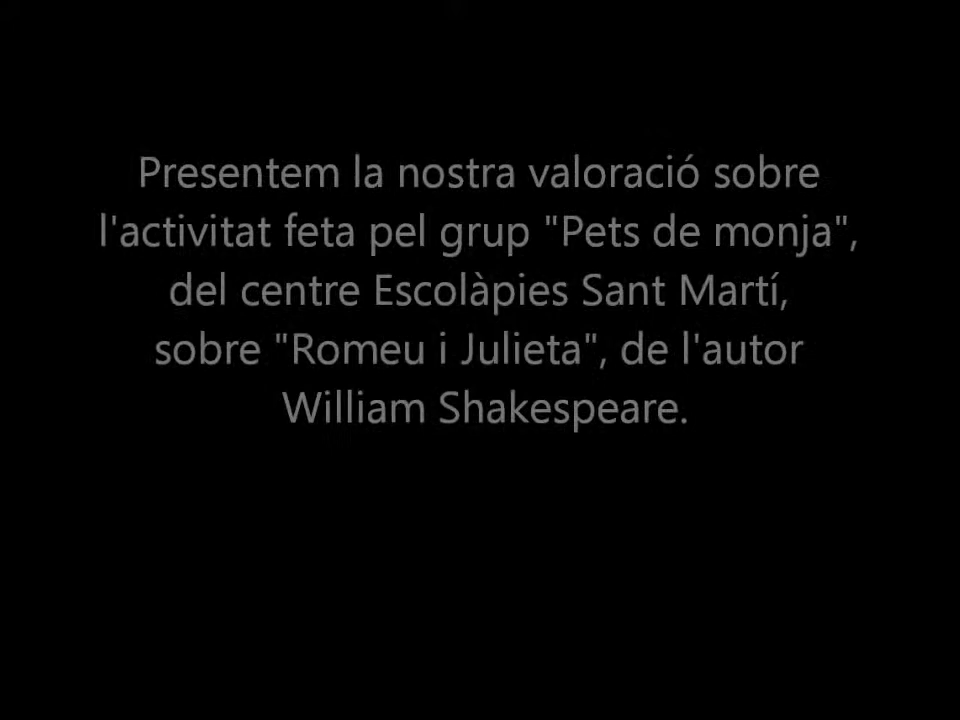 Presentem la nostra valoració sobre
l'activitat feta pel grup "Pets de monja",
del centre Escolàpies Sant Martí,
sobre "Romeu i Julieta", de l'autor
William Shakespeare.